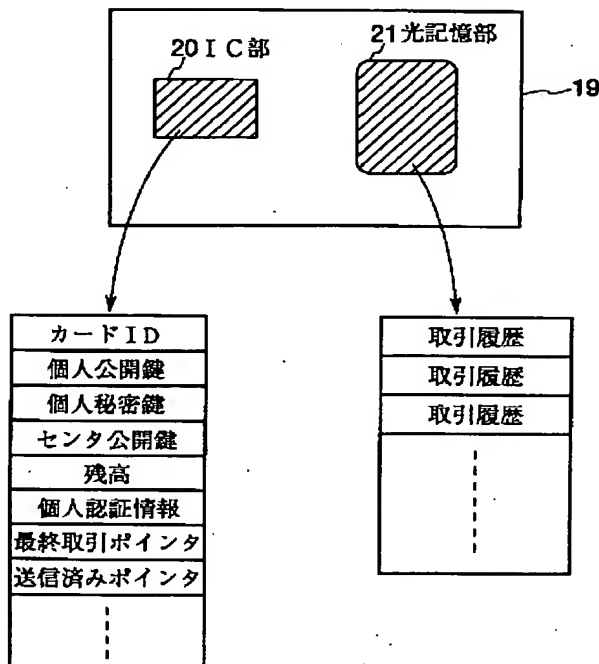 20 IC部
21光記憶部
19
カードID
個人公開鍵
個人秘密鍵
センタ公開鍵
残高
個人認証情報
最終取引ポインタ
送信済みポインタ
取引履歴
取引履歴
取引履歴